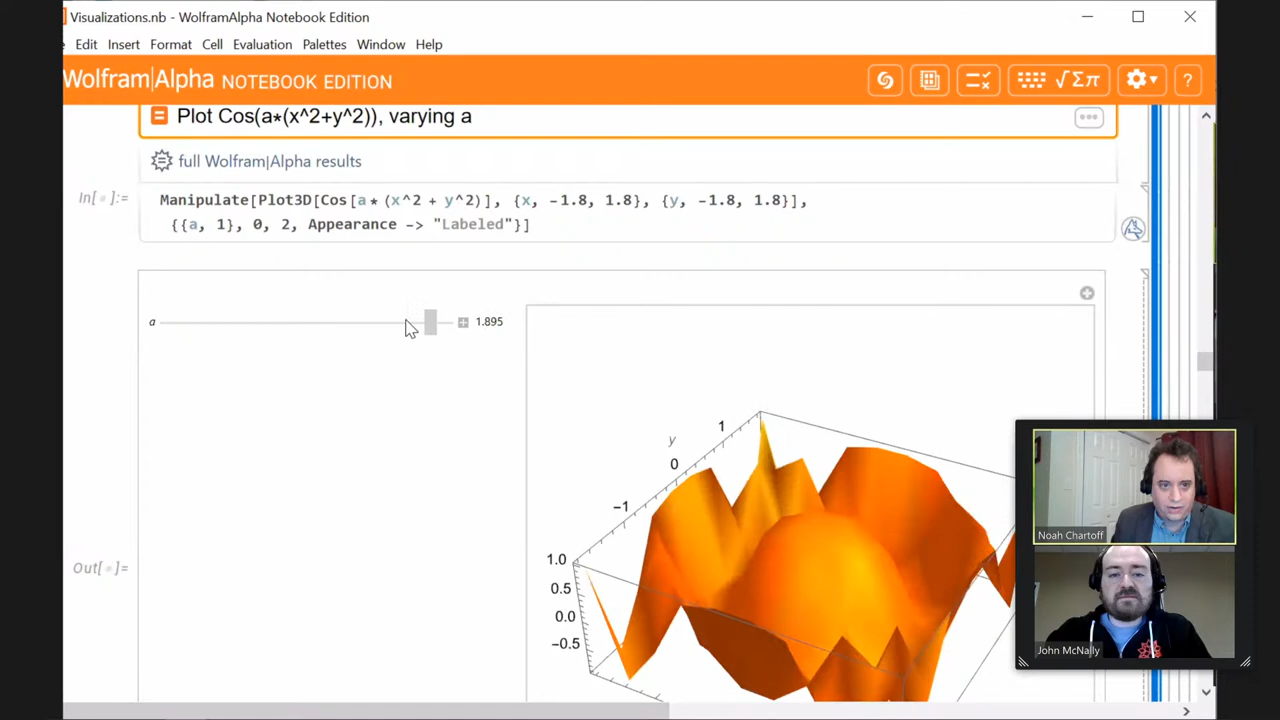 Visualizations.nb - WolframAlpha Notebook Edition
Edit Insert Format Cell Evaluation Palettes Window Help
Wolfram|Alpha NOTEBOOK EDITION
√Σπ ?
Plot Cos(a*(x^2+y^2)), varying a
full Wolfram|Alpha results
In[ ]:=
Manipulate[Plot3D[Cos[a * (x^2 + y^2)], {x, -1.8, 1.8}, {y, -1.8, 1.8}],
{{a, 1}, 0, 2, Appearance -> "Labeled"}]
a 1.895
1
y
0
-1
1.0
0.5
0.0
-0.5
Out[ ]=
Noah Chartoff
John McNally